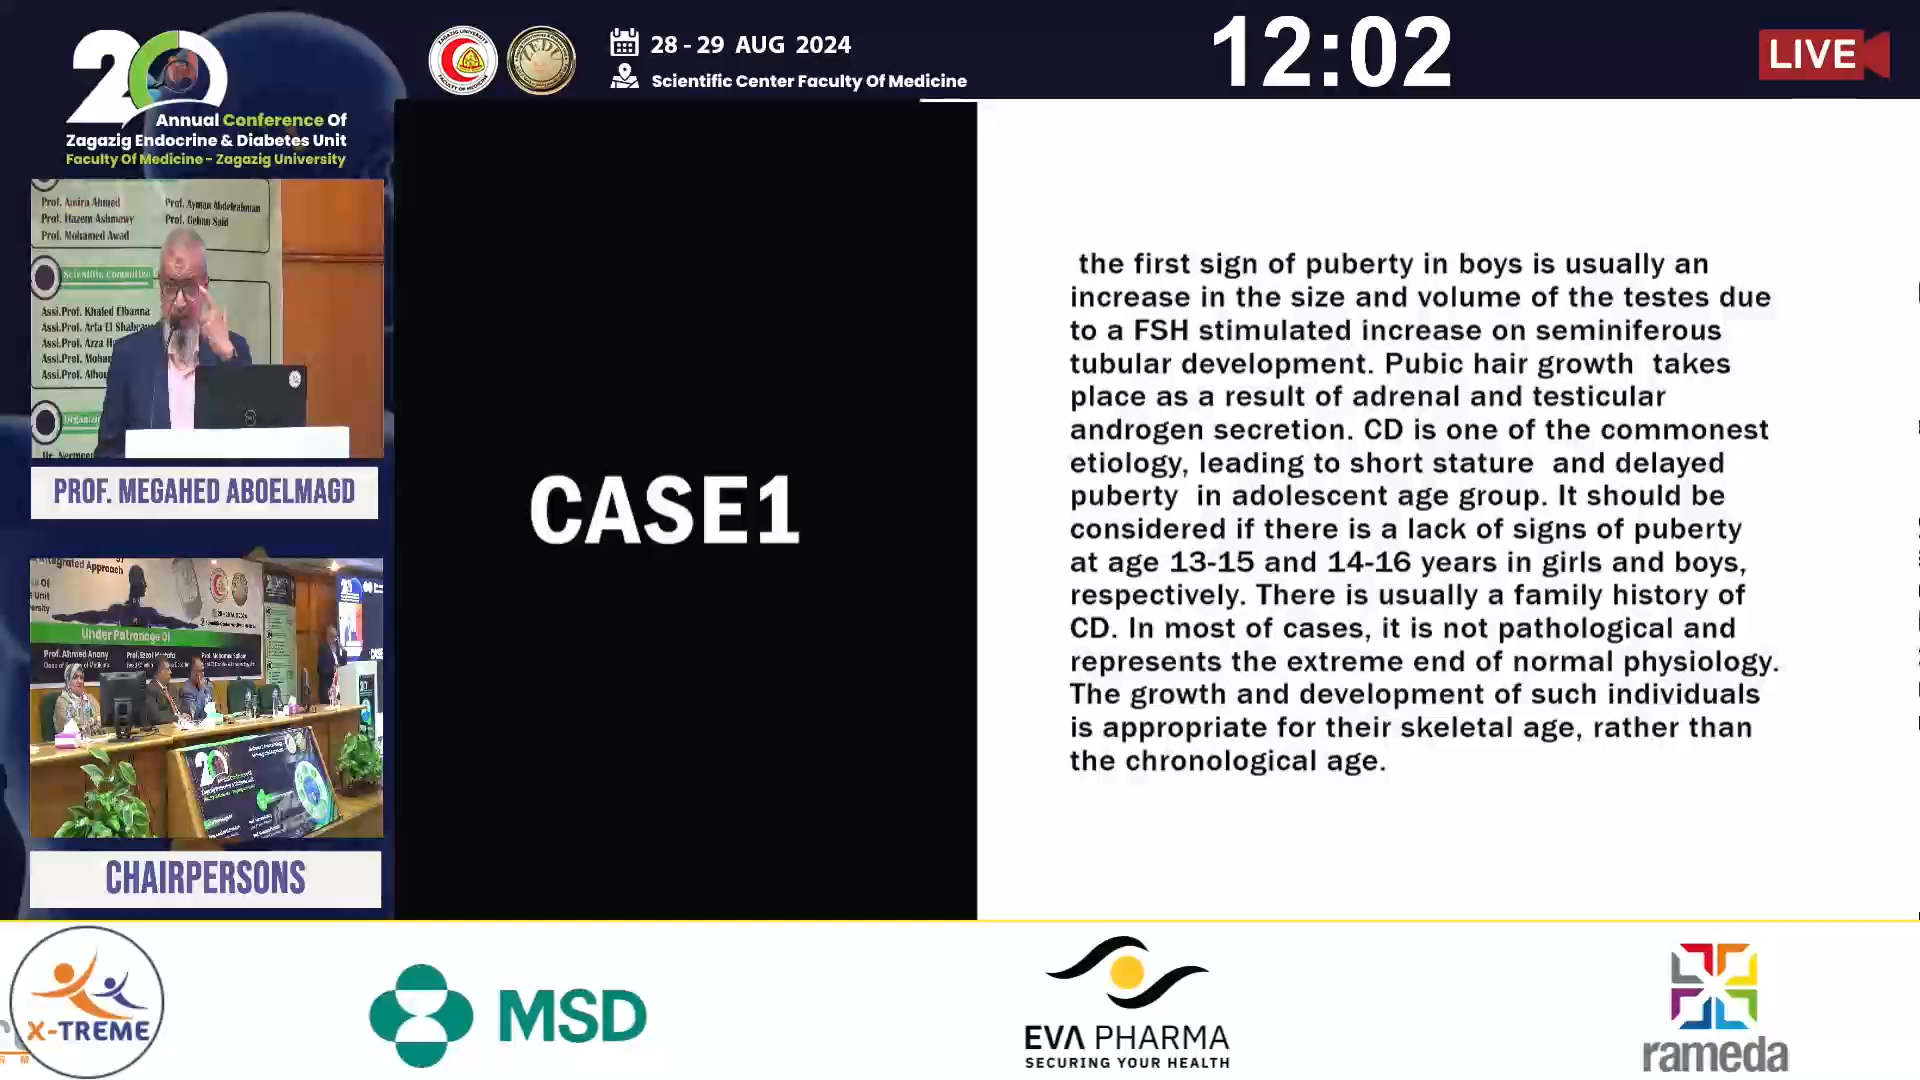 20
Annual Conference Of
Zagazig Endocrine & Diabetes Unit
Faculty Of Medicine - Zagazig University
28 - 29 AUG 2024
Scientific Center Faculty Of Medicine
12:02
LIVE
Prof. Amira Ahmed
Prof. Ayman Abdelrahman
Prof. Hazem Ashmawy
Prof. Gehan Said
Prof. Mohamed Awad
Scientific Committee
Assi.Prof. Khaled Elbanna
PROF. MEGAHED ABOELMAGD
Under Patronage Of
Prof. Ahmed Anany
CHAIRPERSONS
CASE1
the first sign of puberty in boys is usually an
increase in the size and volume of the testes due
to a FSH stimulated increase on seminiferous
tubular development. Pubic hair growth takes
place as a result of adrenal and testicular
androgen secretion. CD is one of the commonest
etiology, leading to short stature and delayed
puberty in adolescent age group. It should be
considered if there is a lack of signs of puberty
at age 13-15 and 14-16 years in girls and boys,
respectively. There is usually a family history of
CD. In most of cases, it is not pathological and
represents the extreme end of normal physiology.
The growth and development of such individuals
is appropriate for their skeletal age, rather than
the chronological age.
X-TREME
MSD
EVA PHARMA
SECURING YOUR HEALTH
rameda